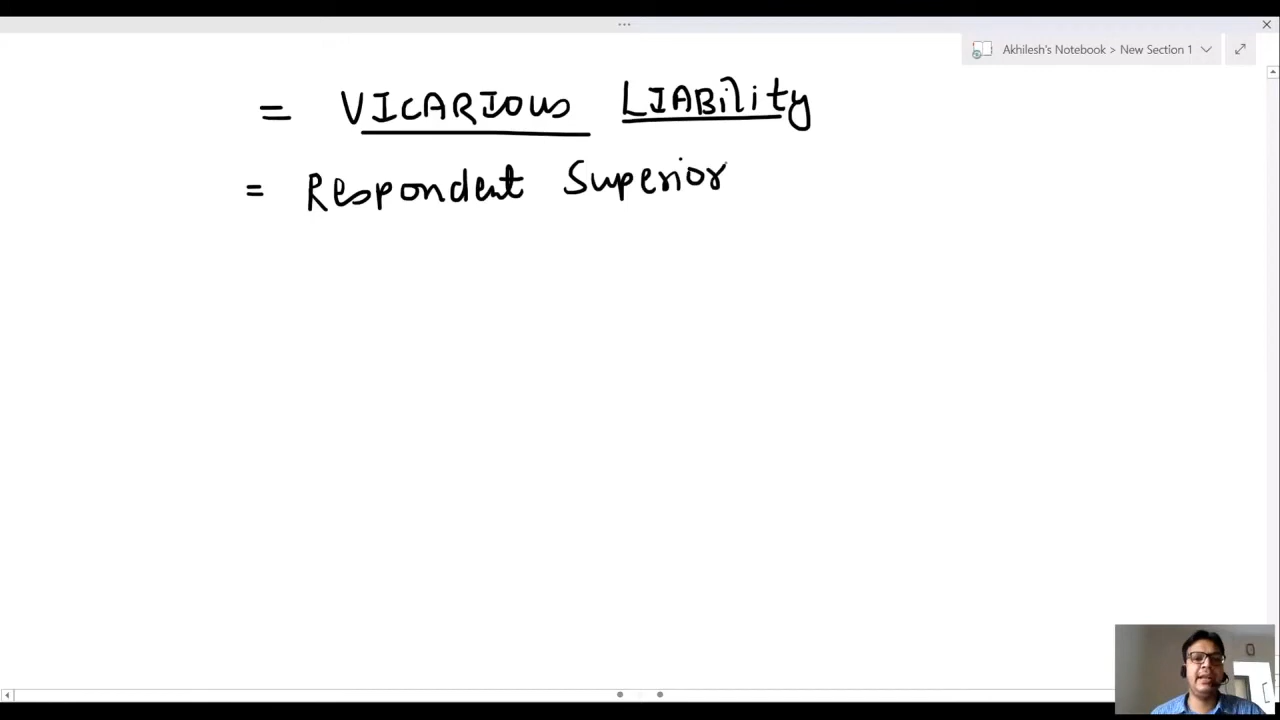 Akhilesh's Notebook > New Section 1
= VICARIOUS LIABility
= Respondent Superior